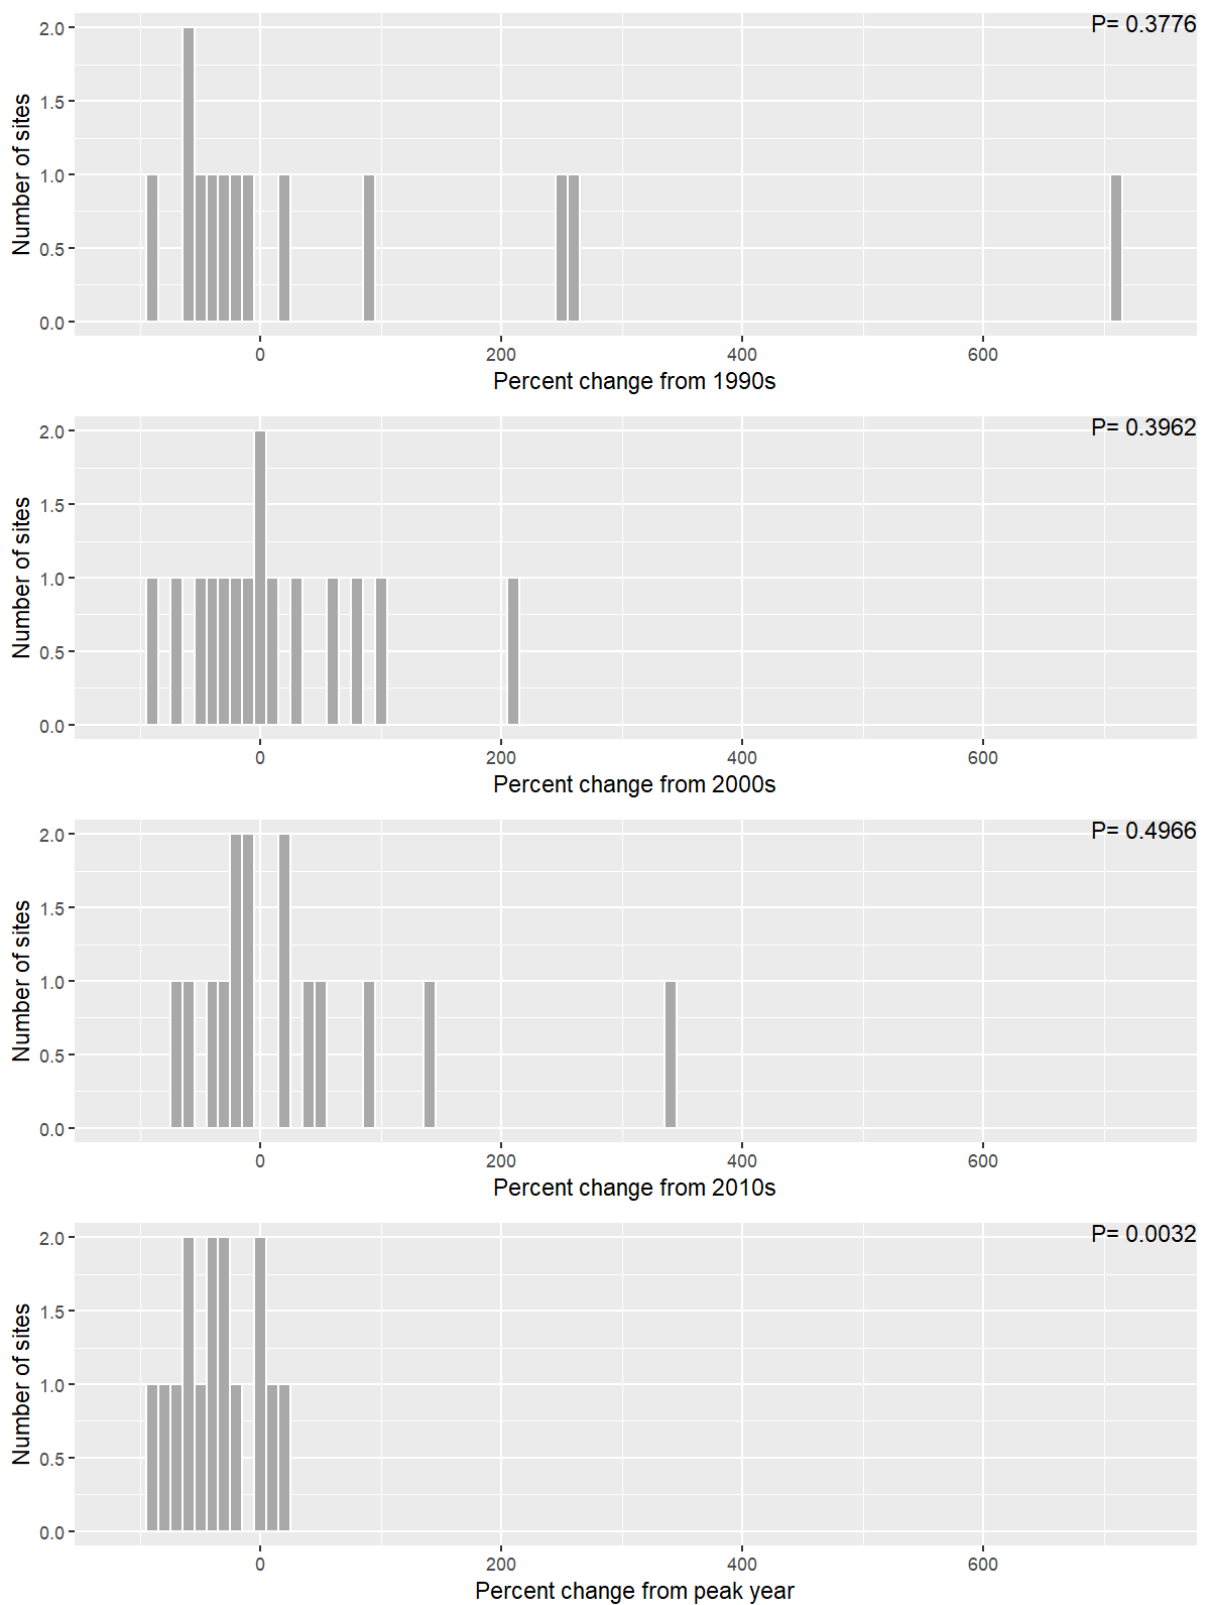 P= 0.3776
Number of sites
2.0
1.5
1.0
0.5
0.0
0 200 400 600
Percent change from 1990s
P= 0.3962
Number of sites
2.0
1.5
1.0
0.5
0.0
0 200 400 600
Percent change from 2000s
P= 0.4966
Number of sites
2.0
1.5
1.0
0.5
0.0
0 200 400 600
Percent change from 2010s
P= 0.0032
Number of sites
2.0
1.5
1.0
0.5
0.0
0 200 400 600
Percent change from peak year